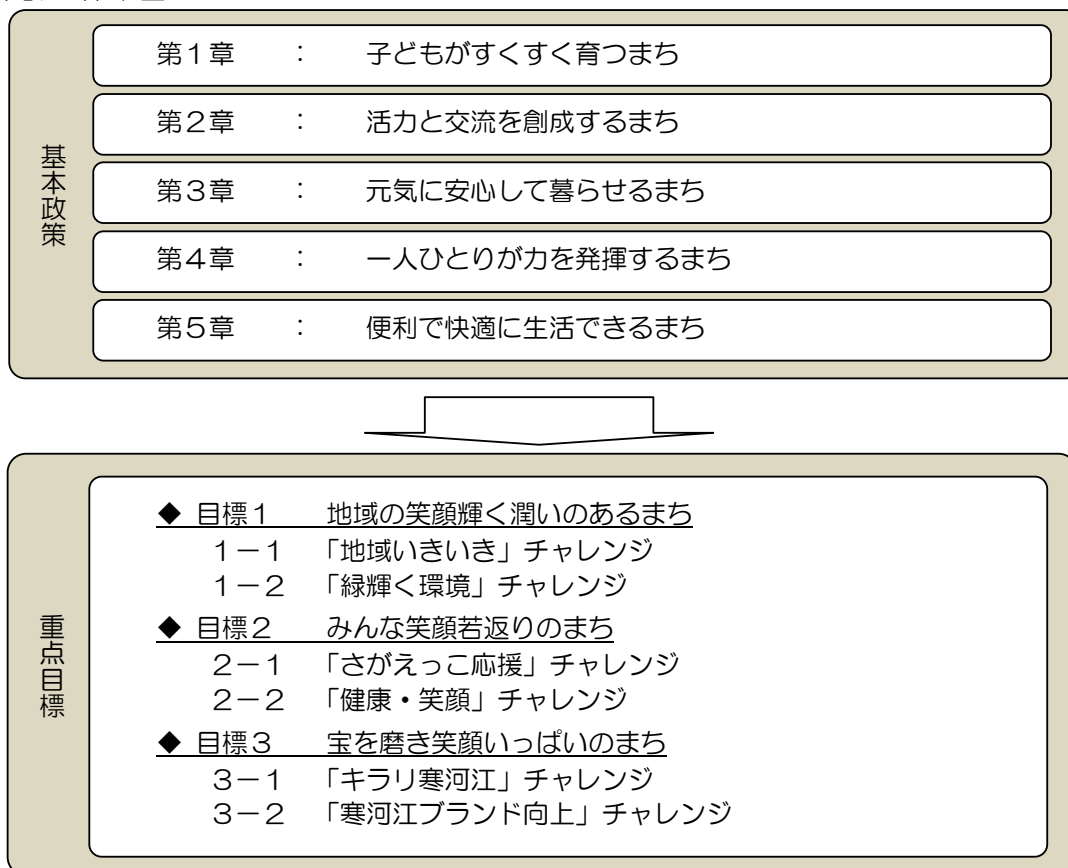 基本政策
第1章 : 子どもがすくすく育つまち
第2章 : 活力と交流を創成するまち
第3章 : 元気に安心して暮らせるまち
第4章 : 一人ひとりが力を発揮するまち
第5章 : 便利で快適に生活できるまち
重点目標
◆ 目標1 地域の笑顔輝く潤いのあるまち
1-1 「地域いきいき」チャレンジ
1-2 「緑輝く環境」チャレンジ
◆ 目標2 みんな笑顔若返りのまち
2-1 「さがえっこ応援」チャレンジ
2-2 「健康・笑顔」チャレンジ
◆ 目標3 宝を磨き笑顔いっぱいのまち
3-1 「キラリ寒河江」チャレンジ
3-2 「寒河江ブランド向上」チャレンジ